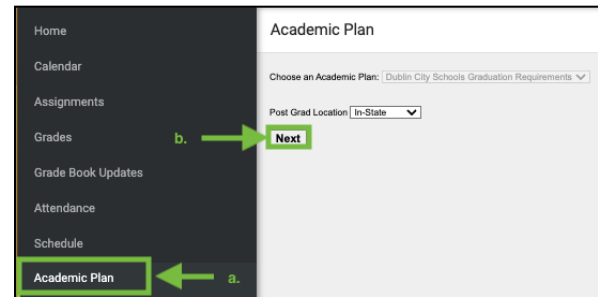 Home
Calendar
Assignments
Grades
Grade Book Updates
Attendance
Schedule
Academic Plan
a.
b.
Academic Plan
Choose an Academic Plan: Dublin City Schools Graduation Requirements
Post Grad Location In-State
Next